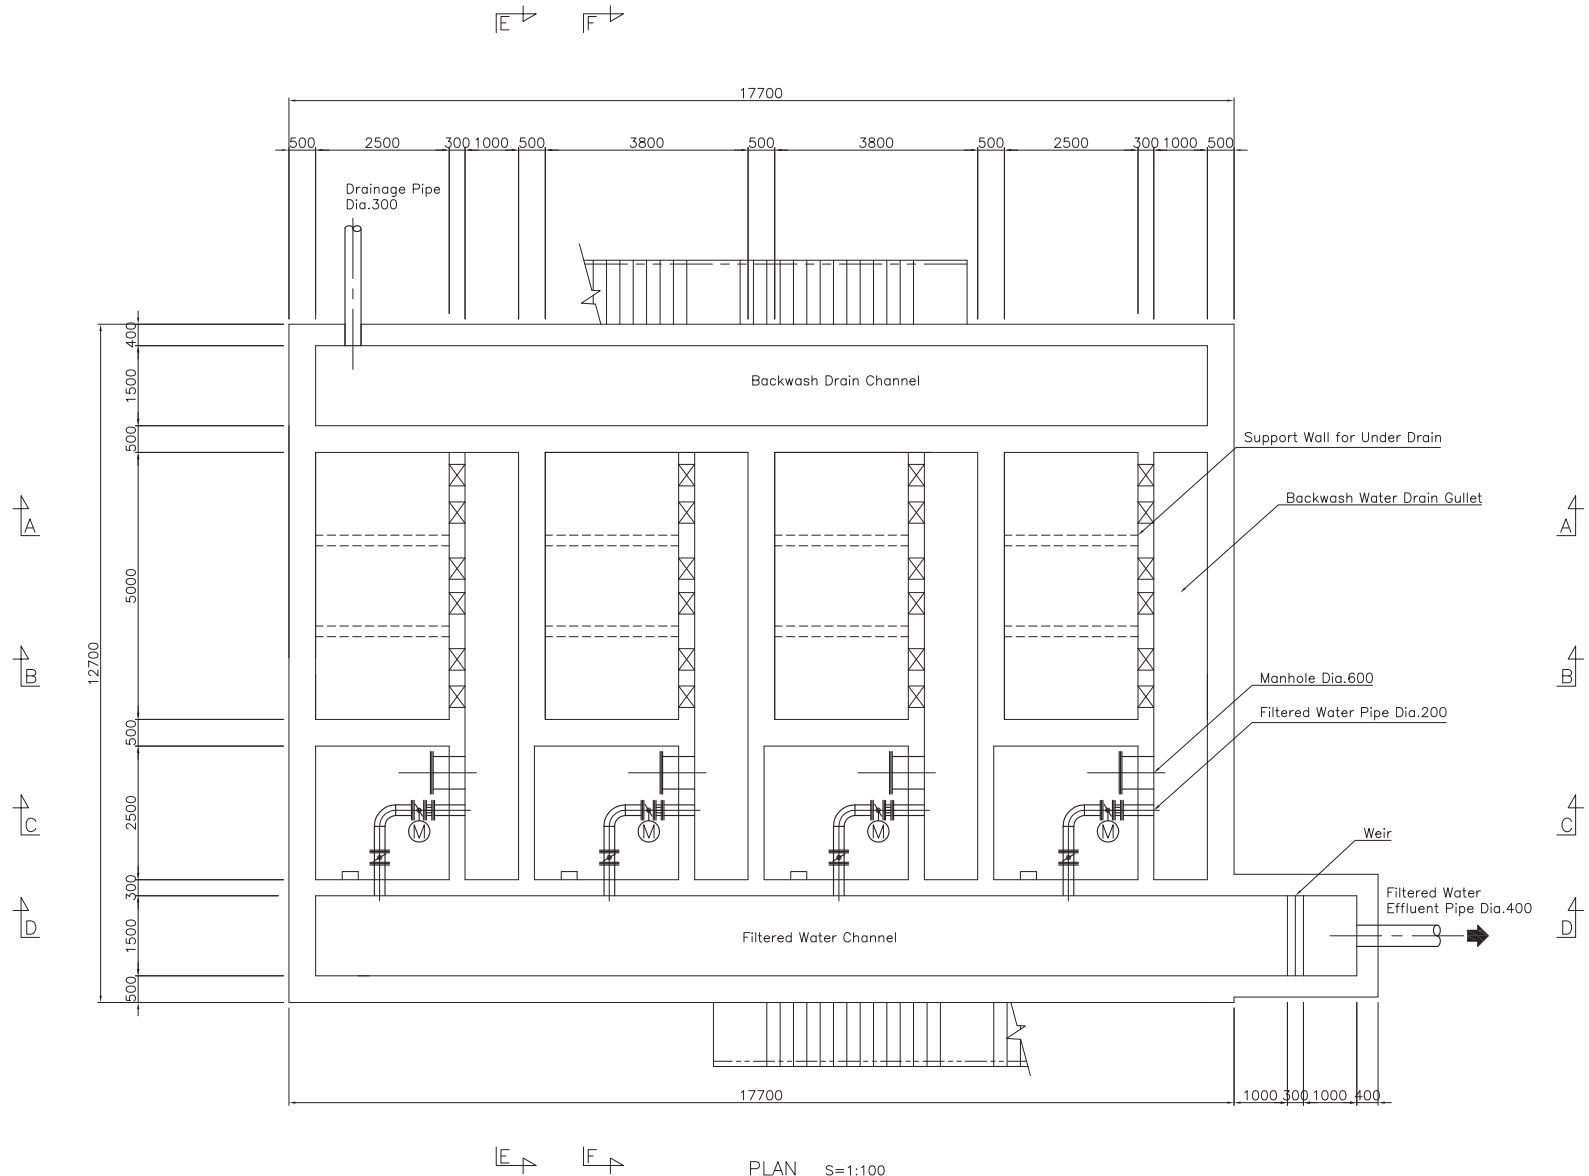 E F
17700
500 2500 300 1000 500 3800 500 3800 500 2500 300 1000 500
Drainage Pipe
Dia.300
400
1500
Backwash Drain Channel
500
Support Wall for Under Drain
Backwash Water Drain Gullet
A A
5000
12700
B B
Manhole Dia.600
Filtered Water Pipe Dia.200
500
2500
C C
M M M M
Weir
300
Filtered Water
Effluent Pipe Dia.400
D D
1500
Filtered Water Channel
500
17700 1000 300 1000 400
E F
PLAN S=1:100